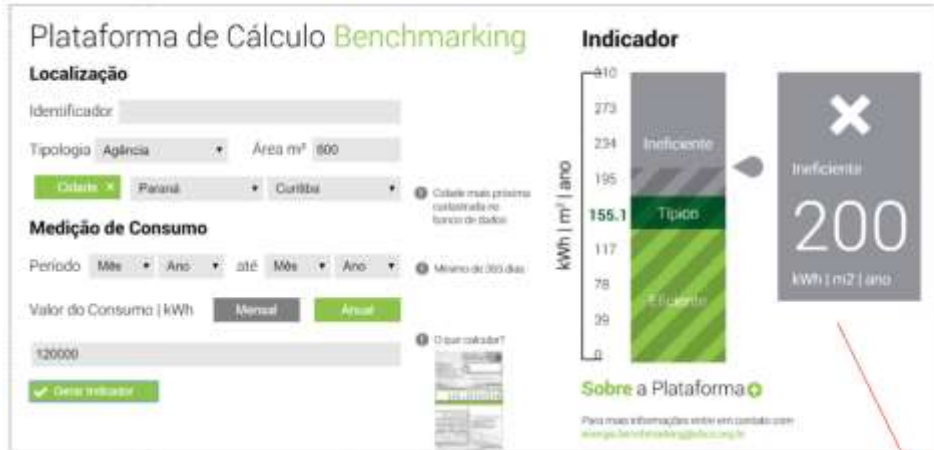 Plataforma de Cálculo Benchmarking
Localização
Identificador
Tipologia Agência Área m² 600
Cidade × Paraná Curitiba
Cidade mais próxima
cadastrada no
banco de dados
Medição de Consumo
Período Mês Ano até Mês Ano
Mínimo de 365 dias
Valor do Consumo | kWh Mensal Anual
120000
O que calcular?
Gerar Indicador
Indicador
kWh | m² | ano
310
273
234
195
155.1
117
78
39
0
Ineficiente
Típico
Eficiente
Ineficiente
200
kWh | m2 | ano
Sobre a Plataforma
Para mais informações entre em contato com: